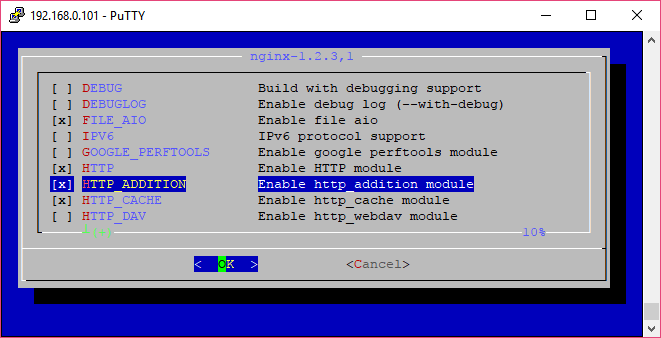 192.168.0.101 - PuTTY
nginx-1.2.3,1
[ ] DEBUG Build with debugging support
[ ] DEBUGLOG Enable debug log (--with-debug)
[x] FILE_AIO Enable file aio
[ ] IPV6 IPv6 protocol support
[ ] GOOGLE_PERFTOOLS Enable google perftools module
[x] HTTP Enable HTTP module
[x] HTTP_ADDITION Enable http_addition module
[x] HTTP_CACHE Enable http_cache module
[ ] HTTP_DAV Enable http_webdav module
┴(+) 10%
< OK > <Cancel>